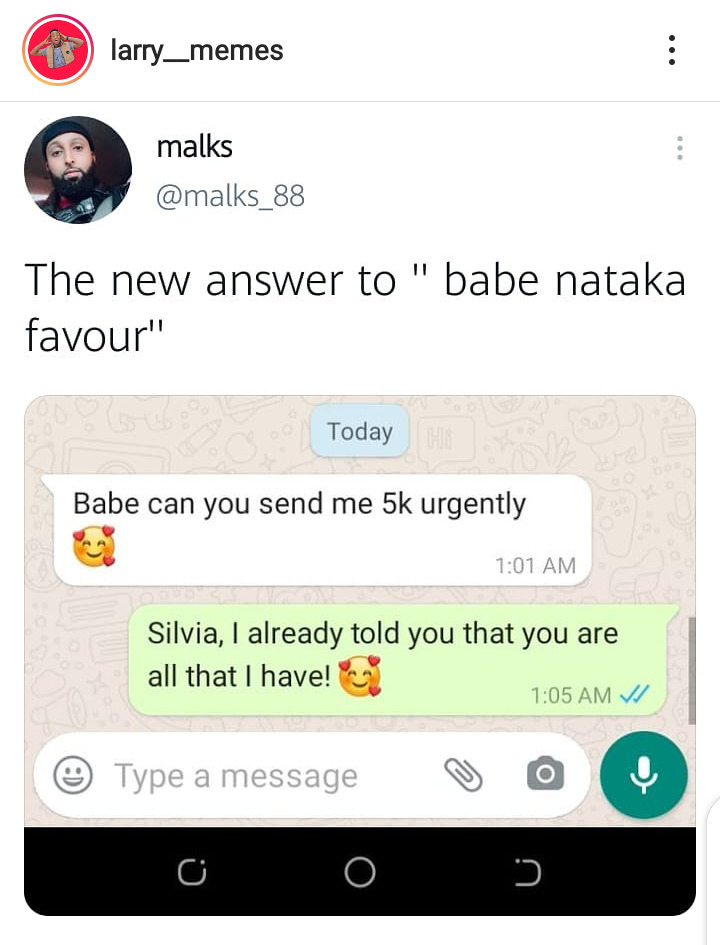 larry__memes
malks
@malks_88
The new answer to " babe nataka
favour"
Today
Hi
Babe can you send me 5k urgently
🥰
1:01 AM
Silvia, I already told you that you are
all that I have! 🥰
1:05 AM
Type a message